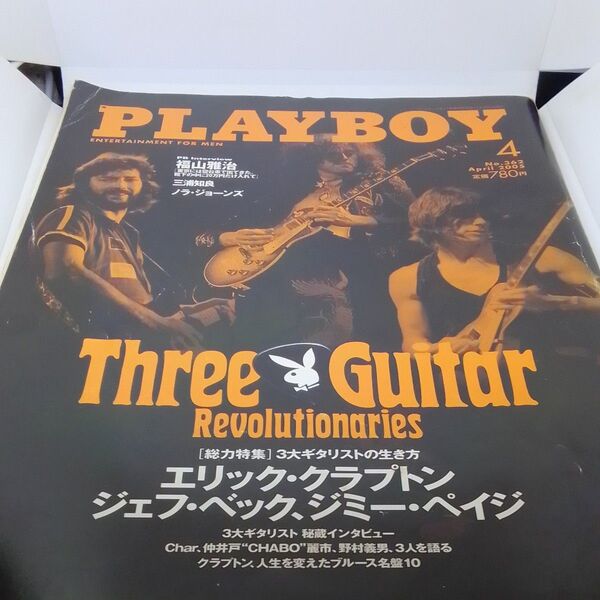 PLAYBOY
ENTERTAINMENT FOR MEN
4
No.362
April 2005
定価780円
PB Interview
福山雅治
三浦知良
ノラ・ジョーンズ
Three Guitar
Revolutionaries
［総力特集］3大ギタリストの生き方
エリック・クラプトン
ジェフ・ベック、ジミー・ペイジ
3大ギタリスト 秘蔵インタビュー
Char、仲井戸“CHABO”麗市、野村義男、3人を語る
クラプトン、人生を変えたブルース名盤10